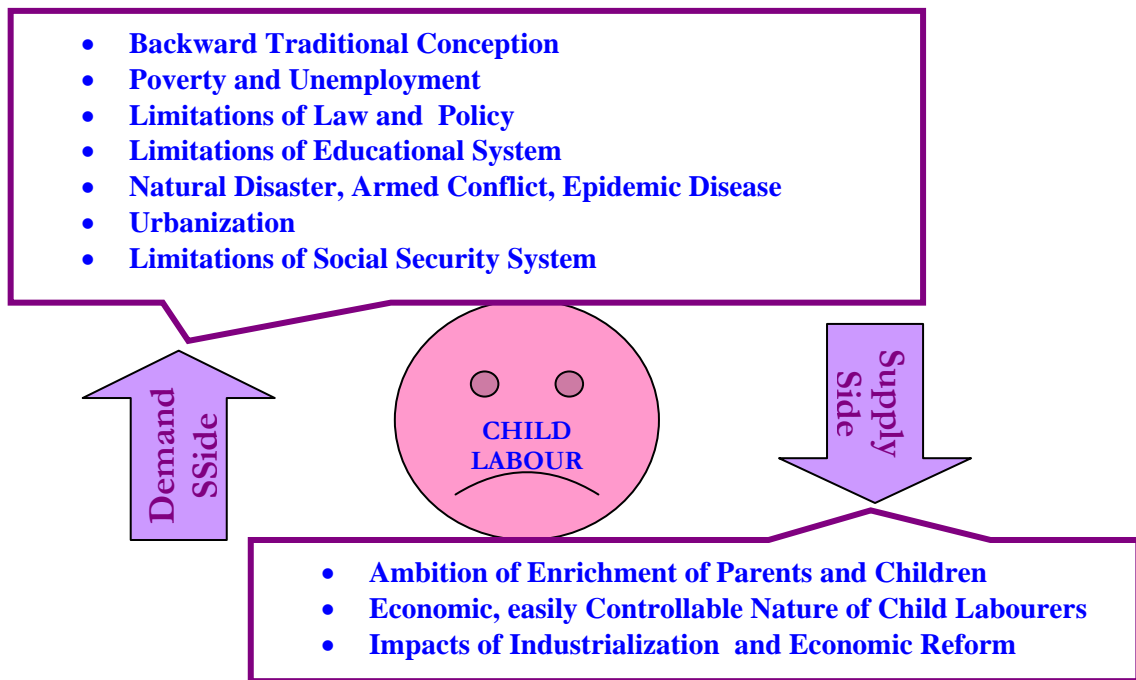 • Backward Traditional Conception
• Poverty and Unemployment
• Limitations of Law and Policy
• Limitations of Educational System
• Natural Disaster, Armed Conflict, Epidemic Disease
• Urbanization
• Limitations of Social Security System
Demand
SSide
CHILD
LABOUR
Supply
Side
• Ambition of Enrichment of Parents and Children
• Economic, easily Controllable Nature of Child Labourers
• Impacts of Industrialization and Economic Reform